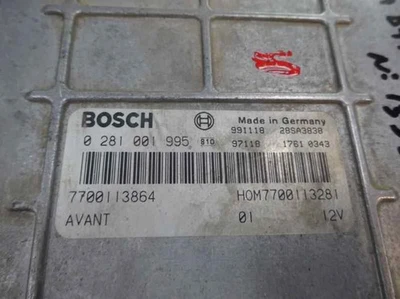 BOSCH
Made in Germany
0 281 001 995
991118 28SA3838
97118 1761 0343
7700113864 HOM7700113281
AVANT 01 12V